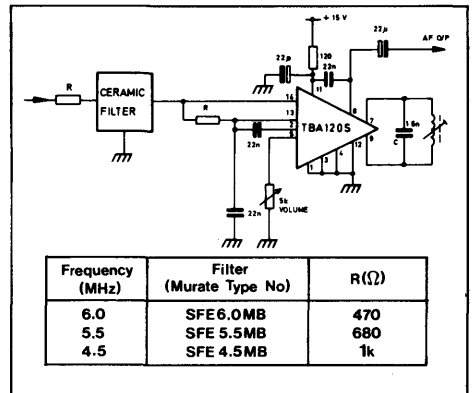 + 15 V
22µ
120
22n
22µ
AF O/P
R
CERAMIC
FILTER
11
14
8
R
13
2
5
TBA120S
7
9
12
1
3
4
22n
1·5n
C
5k
VOLUME
22n
Frequency
(MHz)
Filter
(Murate Type No)
R(Ω)
6.0
SFE6.0MB
470
5.5
SFE 5.5MB
680
4.5
SFE 4.5MB
1k